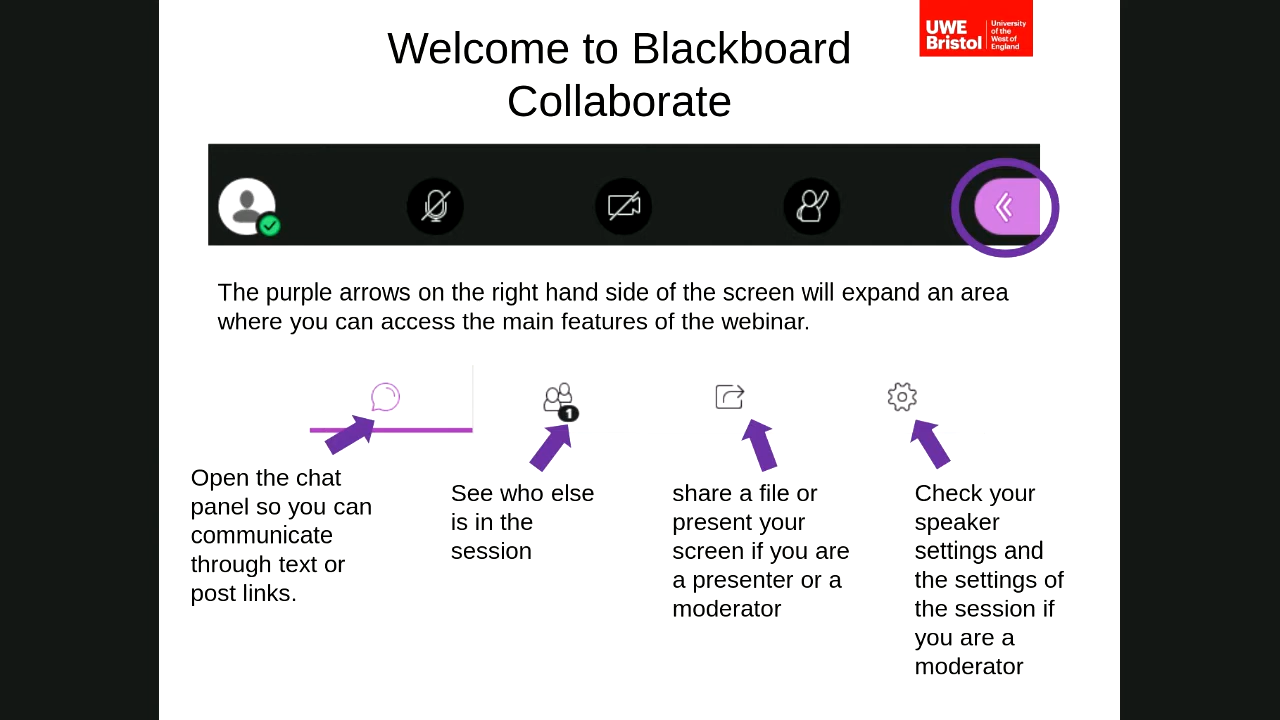 Welcome to Blackboard
Collaborate
UWE
Bristol
University
of the
West of
England
The purple arrows on the right hand side of the screen will expand an area
where you can access the main features of the webinar.
1
Open the chat
panel so you can
communicate
through text or
post links.
See who else
is in the
session
share a file or
present your
screen if you are
a presenter or a
moderator
Check your
speaker
settings and
the settings of
the session if
you are a
moderator